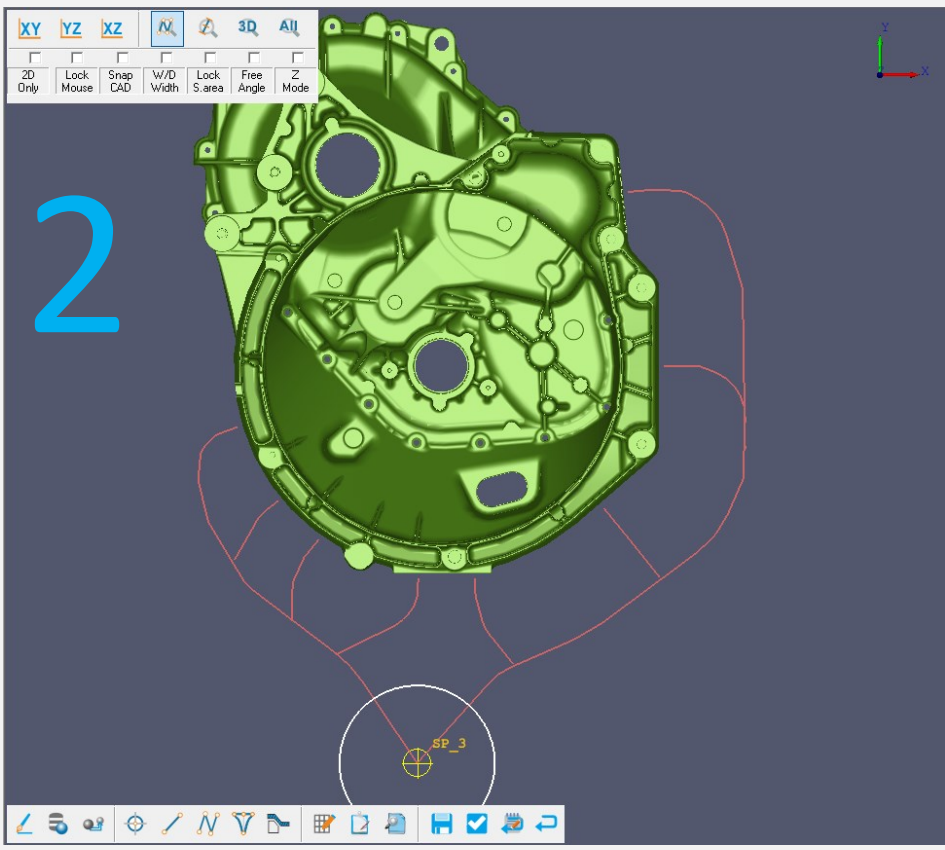 XY YZ XZ 3D All
2D Only Lock Mouse Snap CAD W/D Width Lock S.area Free Angle Z Mode
Y
X
2
SP_3